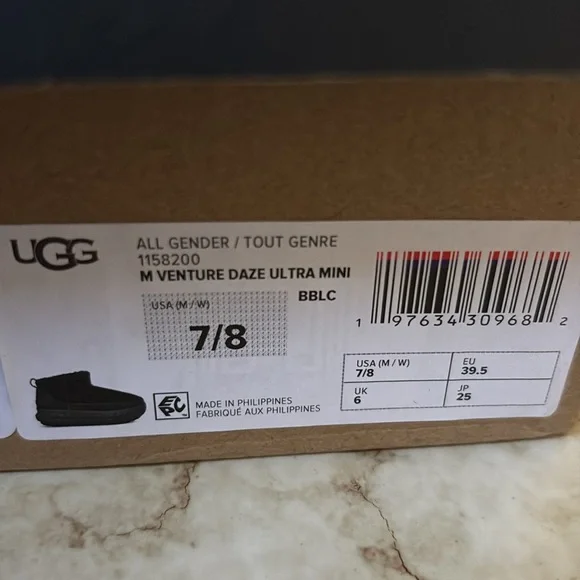 UGG
ALL GENDER / TOUT GENRE
1158200
M VENTURE DAZE ULTRA MINI
BBLC
USA (M / W)
7/8
1 97634 30968 2
USA (M / W)
7/8
EU
39.5
UK
6
JP
25
MADE IN PHILIPPINES
FABRIQUÉ AUX PHILIPPINES